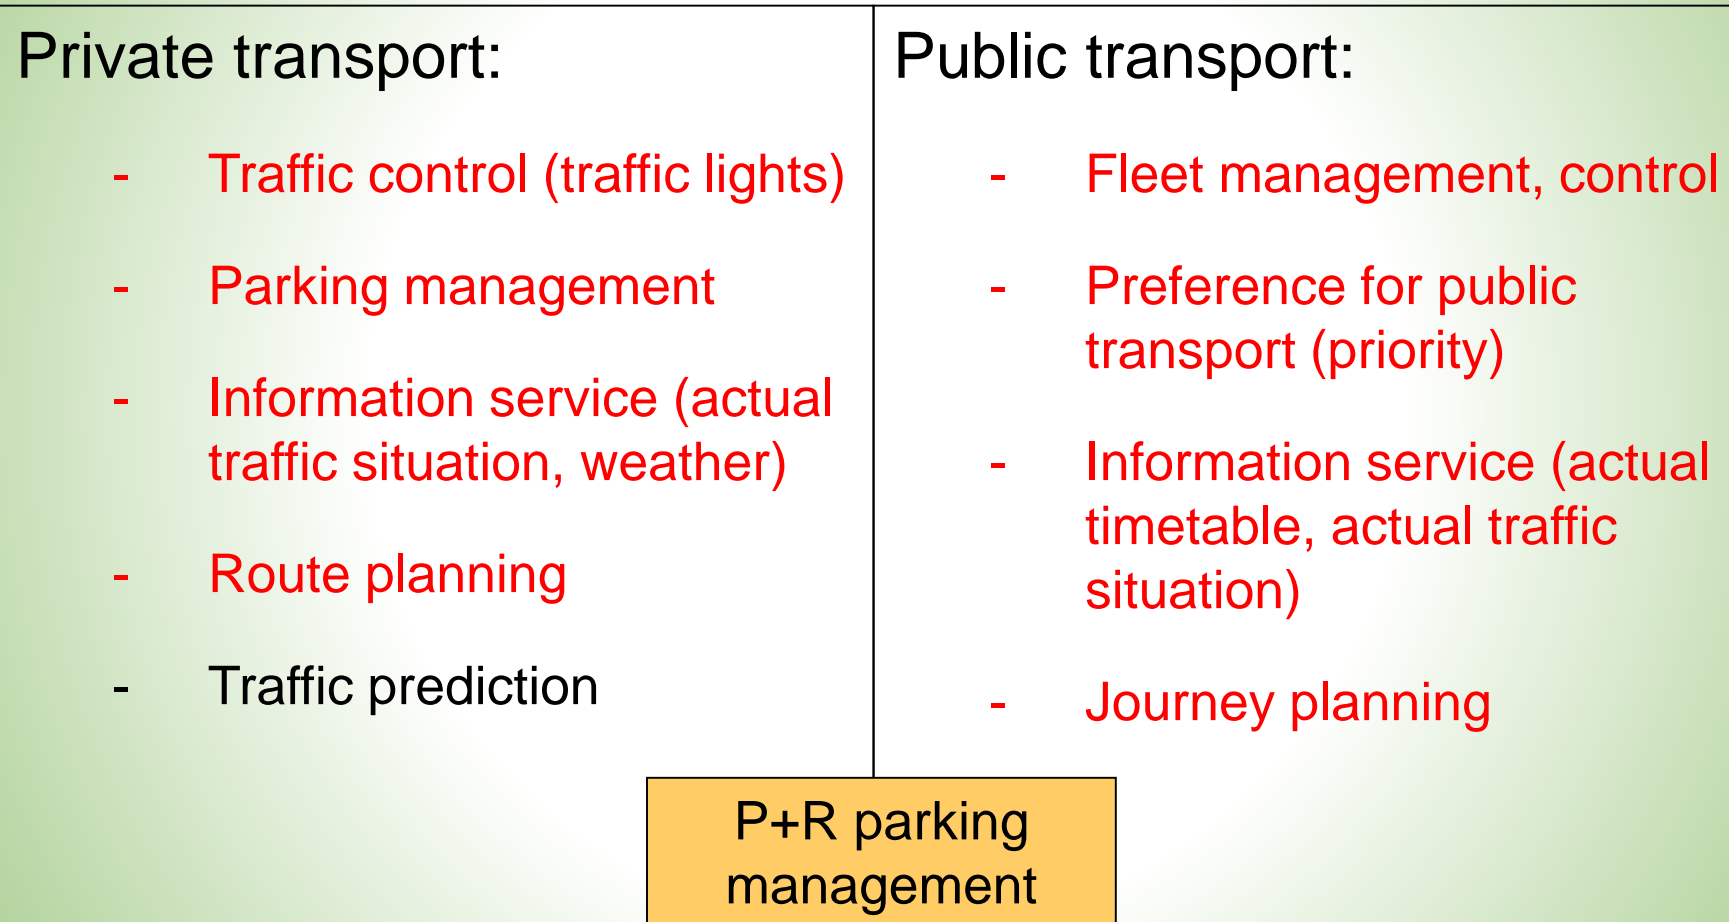 Private transport:
- Traffic control (traffic lights)
- Parking management
- Information service (actual
traffic situation, weather)
- Route planning
- Traffic prediction
Public transport:
- Fleet management, control
- Preference for public
transport (priority)
- Information service (actual
timetable, actual traffic
situation)
- Journey planning
P+R parking
management